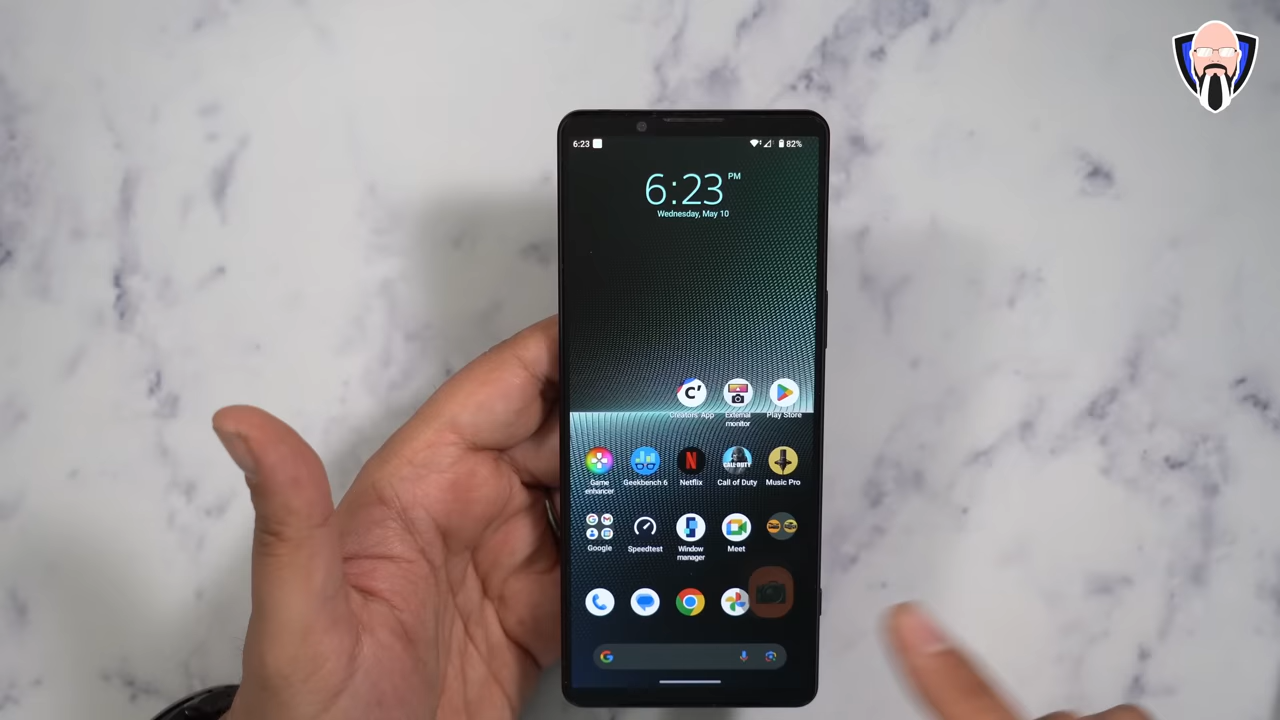 6:23
82%
6:23 PM
Wednesday, May 10
Creators' App
External monitor
Play Store
Game enhancer
Geekbench 6
Netflix
Call of Duty
Music Pro
Google
Speedtest
Window manager
Meet